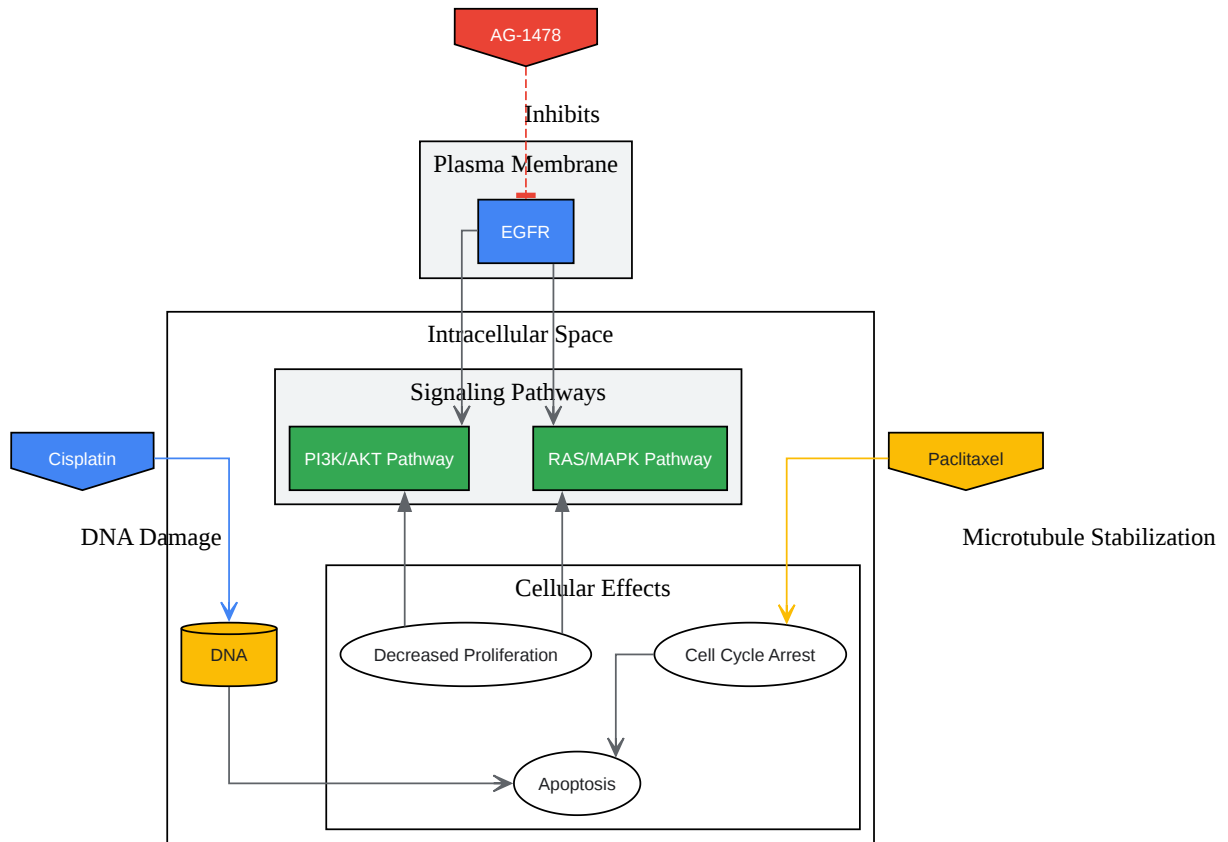 AG-1478
Inhibits
Plasma Membrane
EGFR
Intracellular Space
Signaling Pathways
Cisplatin
PI3K/AKT Pathway
RAS/MAPK Pathway
Paclitaxel
DNA Damage
Microtubule Stabilization
Cellular Effects
DNA
Decreased Proliferation
Cell Cycle Arrest
Apoptosis